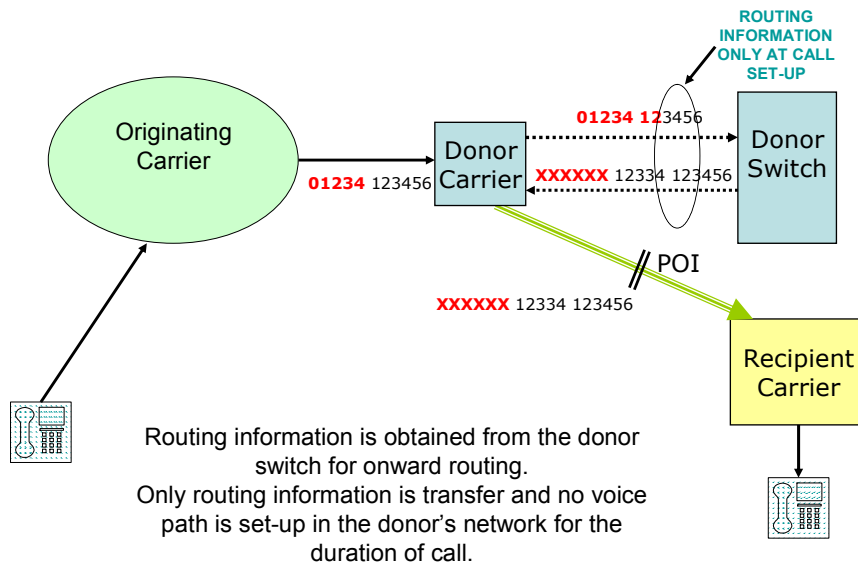 ROUTING
INFORMATION
ONLY AT CALL
SET-UP
Originating
Carrier
01234 123456
Donor
Carrier
01234 123456
XXXXXX 12334 123456
Donor
Switch
POI
XXXXXX 12334 123456
Recipient
Carrier
Routing information is obtained from the donor
switch for onward routing.
Only routing information is transfer and no voice
path is set-up in the donor's network for the
duration of call.